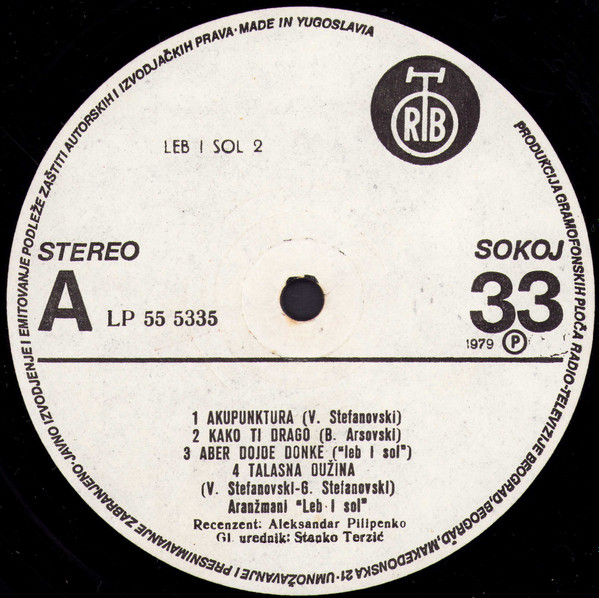 UMNOŽAVANJE I PRESNIMAVANJE ZABRANJENO·JAVNO IZVODJENJE I EMITOVANJE PODLEŽE ZAŠTITI AUTORSKIH I IZVODJAČKIH PRAVA·MADE IN YUGOSLAVIA
PRODUKCIJA GRAMOFONSKIH PLOČA RADIO-TELEVIZIJE BEOGRAD, BEOGRAD, MAKEDONSKA 21·
RTB
LEB I SOL 2
STEREO
SOKOJ
A
LP 55 5335
33
1979 P
1 AKUPUNKTURA (V. Stefanovski)
2 KAKO TI DRAGO (B. Arsovski)
3 ABER DOJDE DONKE ("leb i sol")
4 TALASNA DUŽINA
(V. Stefanovski-G. Stefanovski)
Aranžmani "Leb i sol"
Recenzent: Aleksandar Pilipenko
Gl. urednik: Stanko Terzić